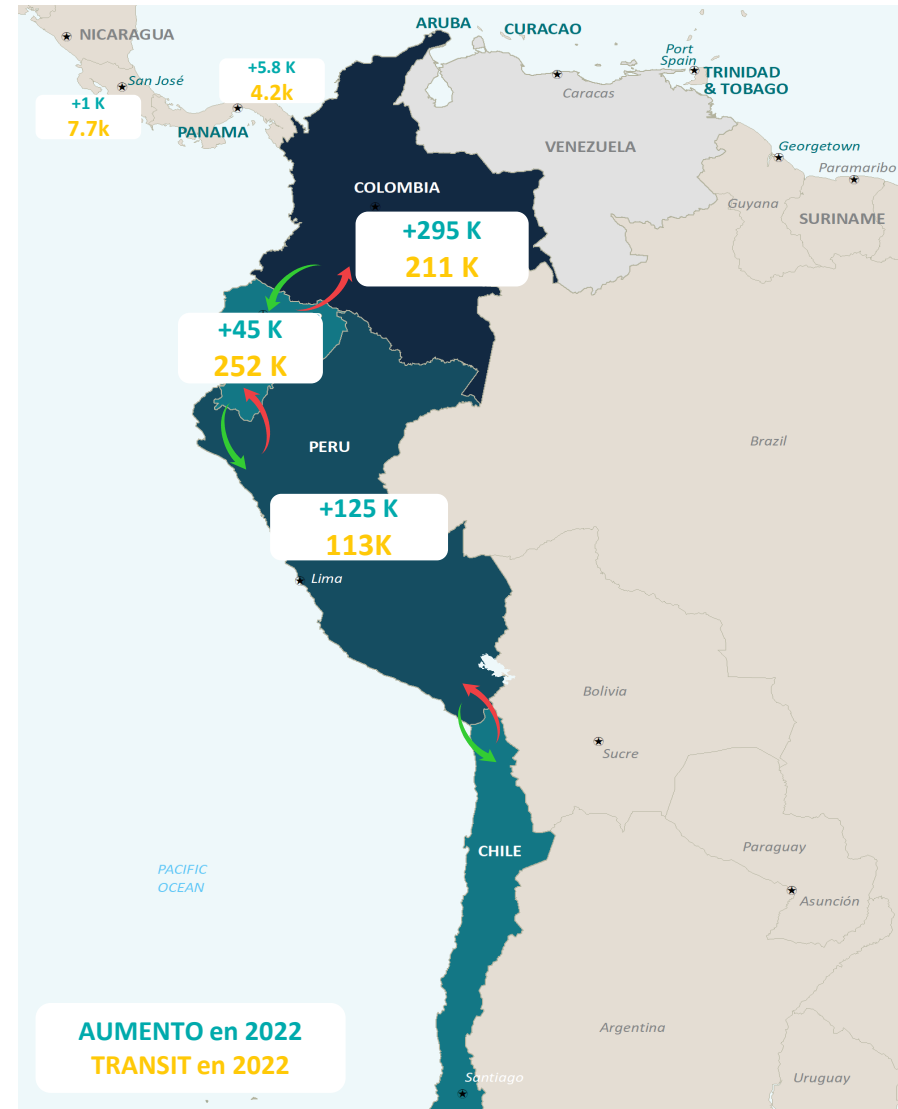 ARUBA
CURACAO
NICARAGUA
Port
Spain
San José
+5.8 K
4.2k
TRINIDAD
& TOBAGO
Caracas
+1 K
7.7k
PANAMA
VENEZUELA
Georgetown
Paramaribo
COLOMBIA
Guyana
SURINAME
+295 K
211 K
+45 K
252 K
PERU
Brazil
+125 K
113K
Lima
Bolivia
Sucre
CHILE
Paraguay
PACIFIC
OCEAN
Asunción
AUMENTO en 2022
TRANSIT en 2022
Argentina
Santiago
Uruguay